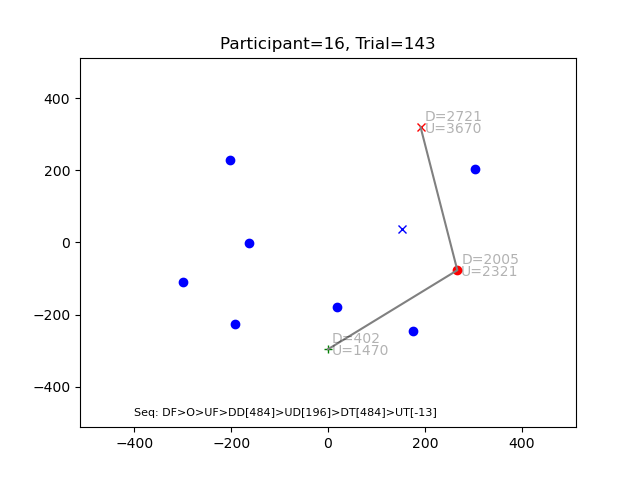 Participant=16, Trial=143
D=2721
U=3670
D=2005
U=2321
D=402
U=1470
Seq: DF>O>UF>DD[484]>UD[196]>DT[484]>UT[-13]
400
200
0
−200
−400
−400 −200 0 200 400